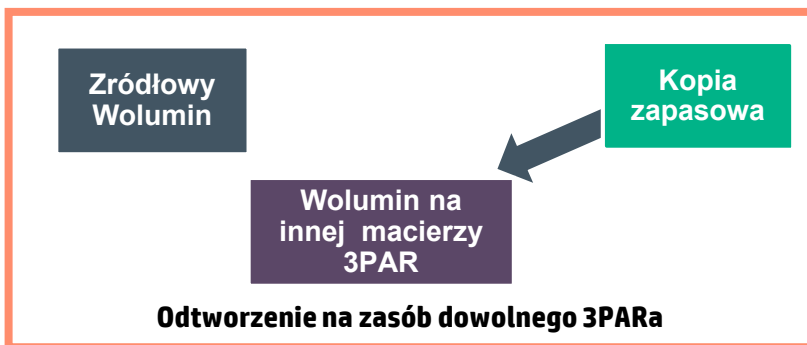 Zródłowy
Wolumin
Kopia
zapasowa
Wolumin na
innej macierzy
3PAR
Odtworzenie na zasób dowolnego 3PARa